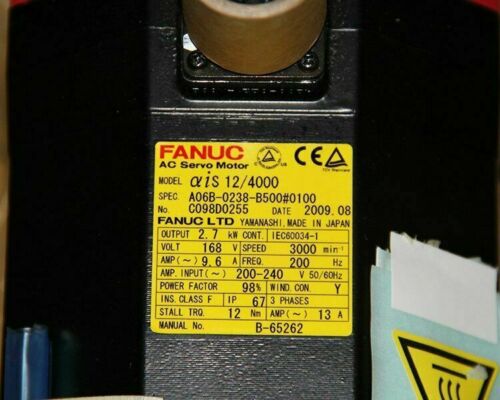 FANUC
AC Servo Motor
MODEL αiS 12/4000
SPEC. A06B-0238-B500#0100
No. C098D0255 DATE 2009.08
FANUC LTD YAMANASHI, MADE IN JAPAN
OUTPUT 2.7 kW CONT. IEC60034-1
VOLT 168 V SPEED 3000 min-1
AMP(~) 9.6 A FREQ. 200 Hz
AMP. INPUT(~) 200-240 V 50/60Hz
POWER FACTOR 98% WIND. CON. Y
INS. CLASS F IP 67 3 PHASES
STALL TRQ. 12 Nm AMP(~) 13 A
MANUAL No. B-65262